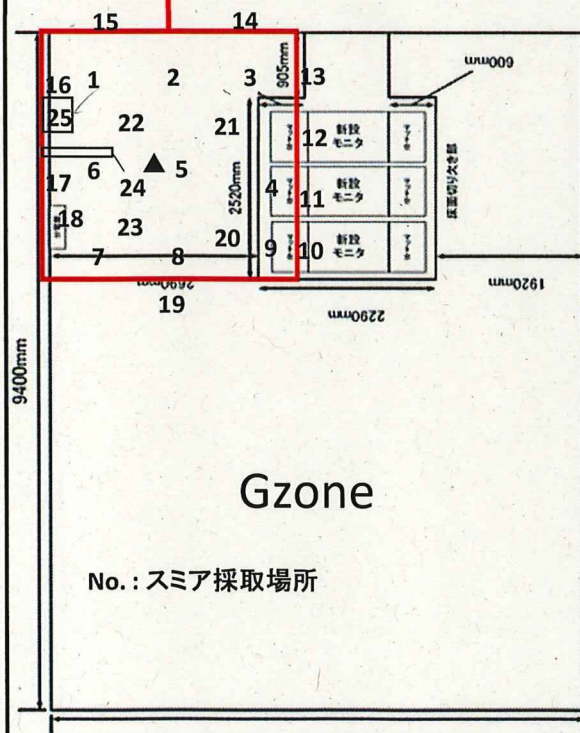 15 14
16 1 2 3 905mm 13 600mm
25 22 21 12 新設
モニタ
6 5
17 24 2520mm 4 11 新設
モニタ
18 23 20 9 10 新設
モニタ
7 8
2690mm 1920mm
19 2290mm
9400mm
Gzone
No. : スミア採取場所